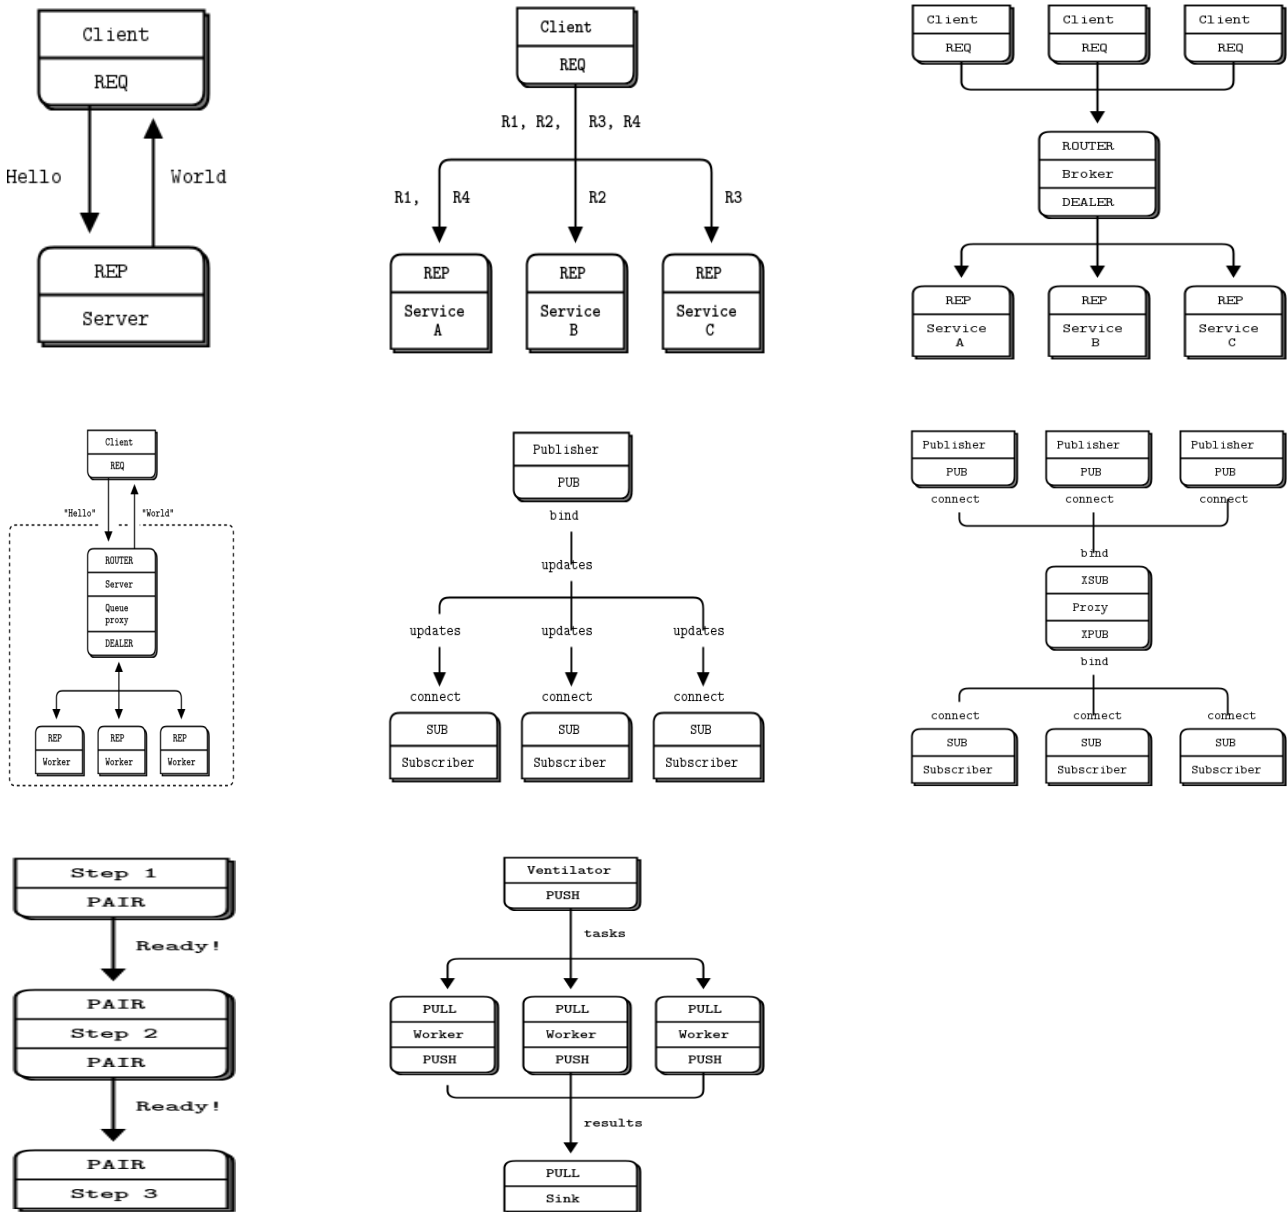 Client
REQ
Hello
World
REP
Server
Client
REQ
R1, R2, R3, R4
R1, R4
R2
R3
REP
REP
REP
Service
A
Service
B
Service
C
Client
Client
Client
REQ
REQ
REQ
ROUTER
Broker
DEALER
REP
REP
REP
Service
A
Service
B
Service
C
Client
REQ
"Hello"
"World"
ROUTER
Server
Queue
proxy
DEALER
REP
REP
REP
Worker
Worker
Worker
Publisher
PUB
bind
updates
updates
updates
updates
connect
connect
connect
SUB
SUB
SUB
Subscriber
Subscriber
Subscriber
Publisher
Publisher
Publisher
PUB
PUB
PUB
connect
connect
connect
bind
XSUB
Proxy
XPUB
bind
connect
connect
connect
SUB
SUB
SUB
Subscriber
Subscriber
Subscriber
Step 1
PAIR
Ready!
PAIR
Step 2
PAIR
Ready!
PAIR
Step 3
Ventilator
PUSH
tasks
PULL
PULL
PULL
Worker
Worker
Worker
PUSH
PUSH
PUSH
results
PULL
Sink